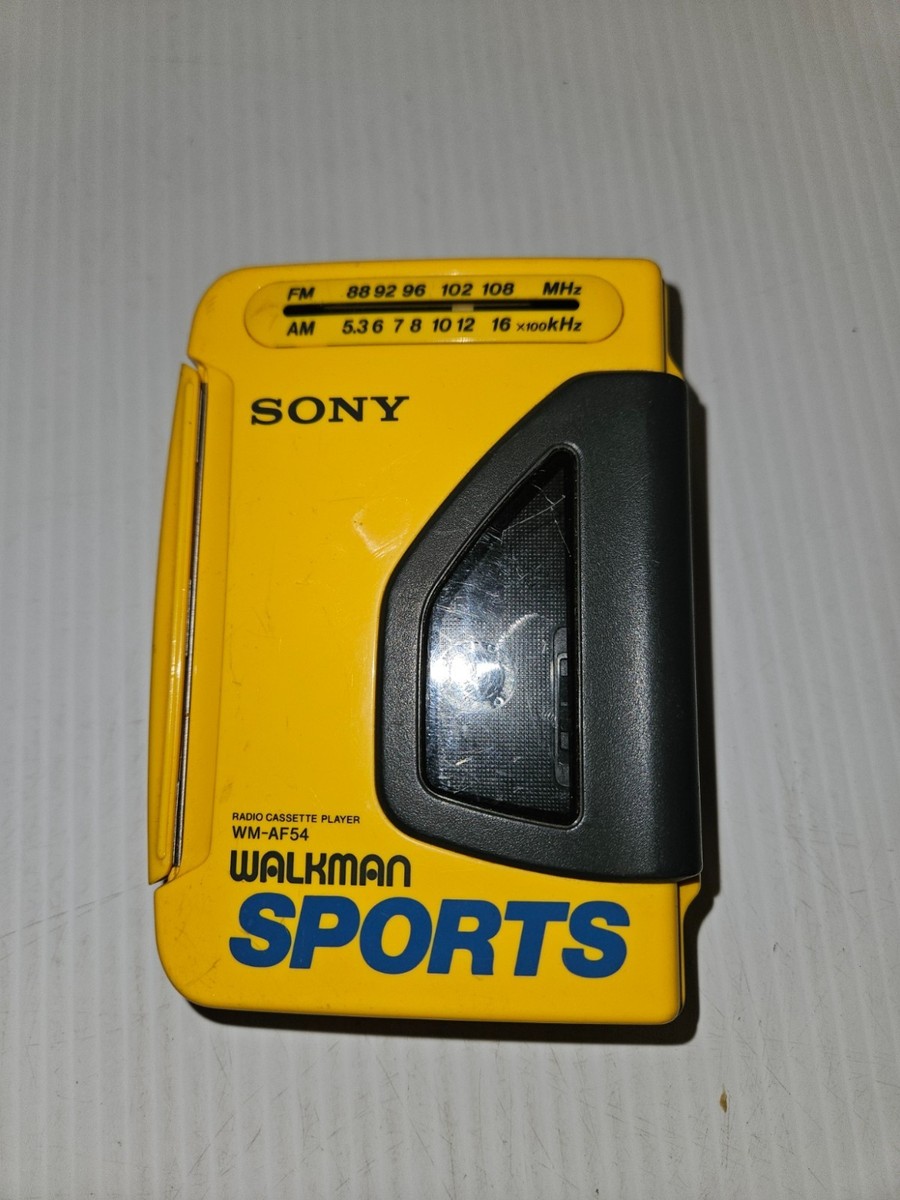 FM 88 92 96 102 108 MHz
AM 5.3 6 7 8 10 12 16 x100kHz
SONY
RADIO CASSETTE PLAYER
WM-AF54
WALKMAN
SPORTS